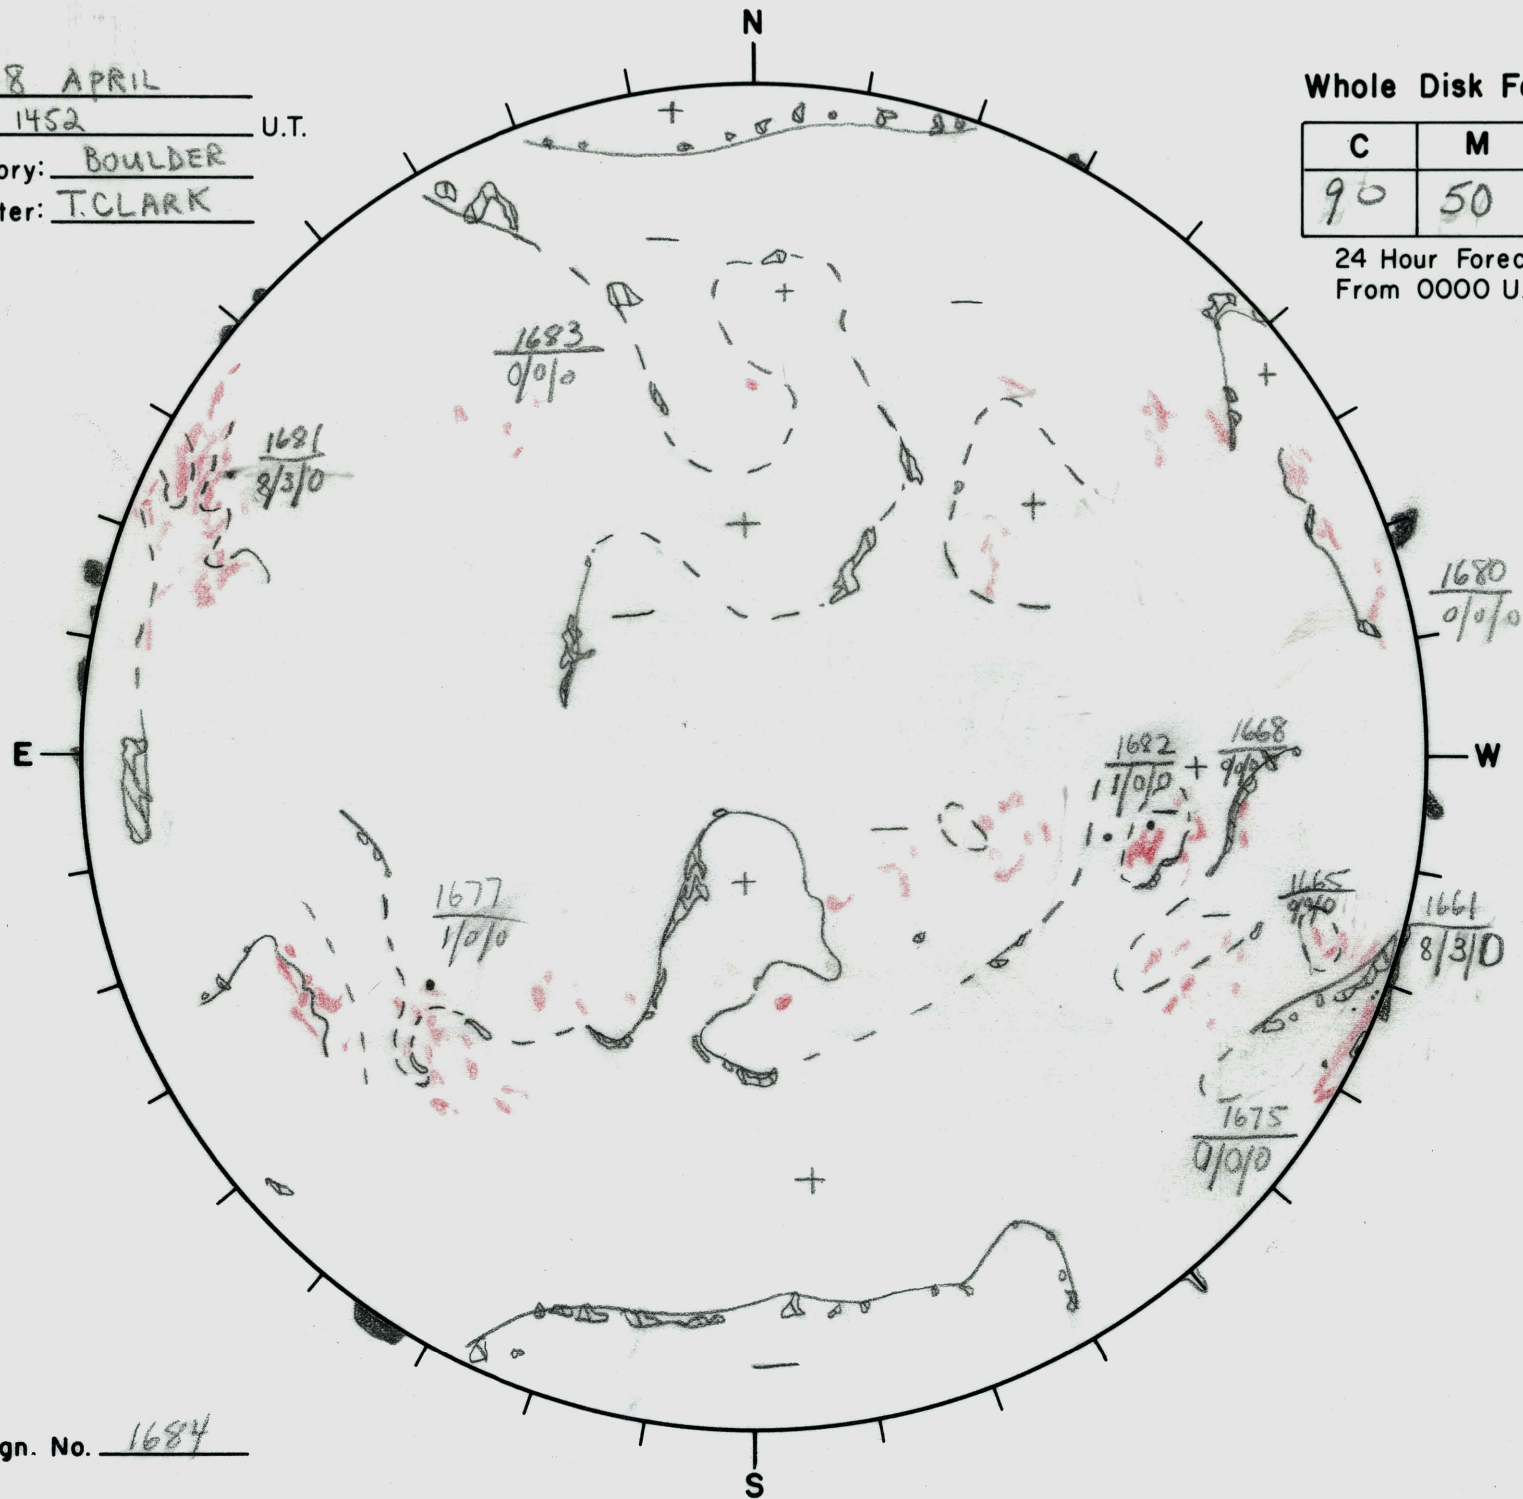 N
8 APRIL
1452 U.T.
ory: BOULDER
ter: T.CLARK
Whole Disk Fo
C M
90 50
24 Hour Forec
From 0000 U.
1683
0/0/0
1681
8/3/0
1680
0/0/0
E
W
1682
1/0/0
1668
1677
1/0/0
1665
1661
8/3/0
1675
0/0/0
gn. No. 1684
S